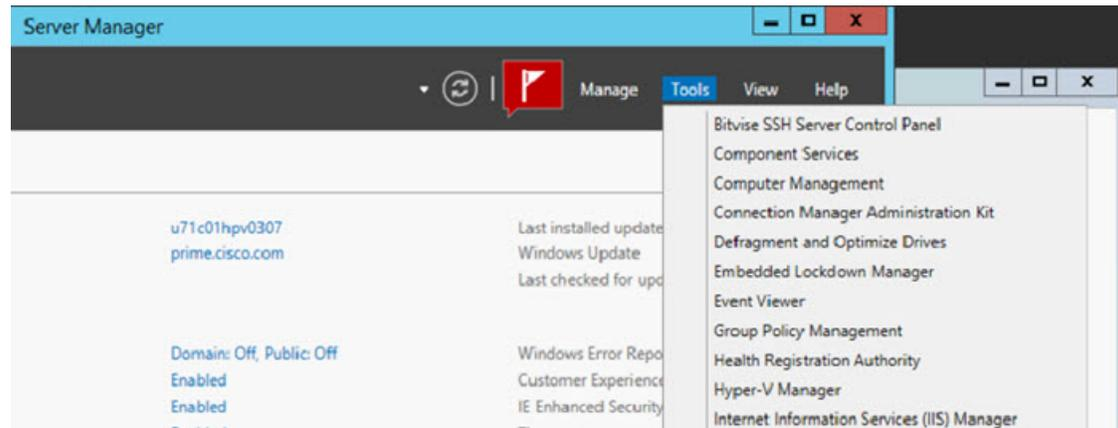 Server Manager
Manage Tools View Help
Bitvise SSH Server Control Panel
Component Services
Computer Management
Connection Manager Administration Kit
Defragment and Optimize Drives
Embedded Lockdown Manager
Event Viewer
Group Policy Management
Health Registration Authority
Hyper-V Manager
Internet Information Services (IIS) Manager
u71c01hpv0307
prime.cisco.com
Last installed update
Windows Update
Last checked for upd
Domain: Off, Public: Off
Enabled
Enabled
Windows Error Repo
Customer Experience
IE Enhanced Security